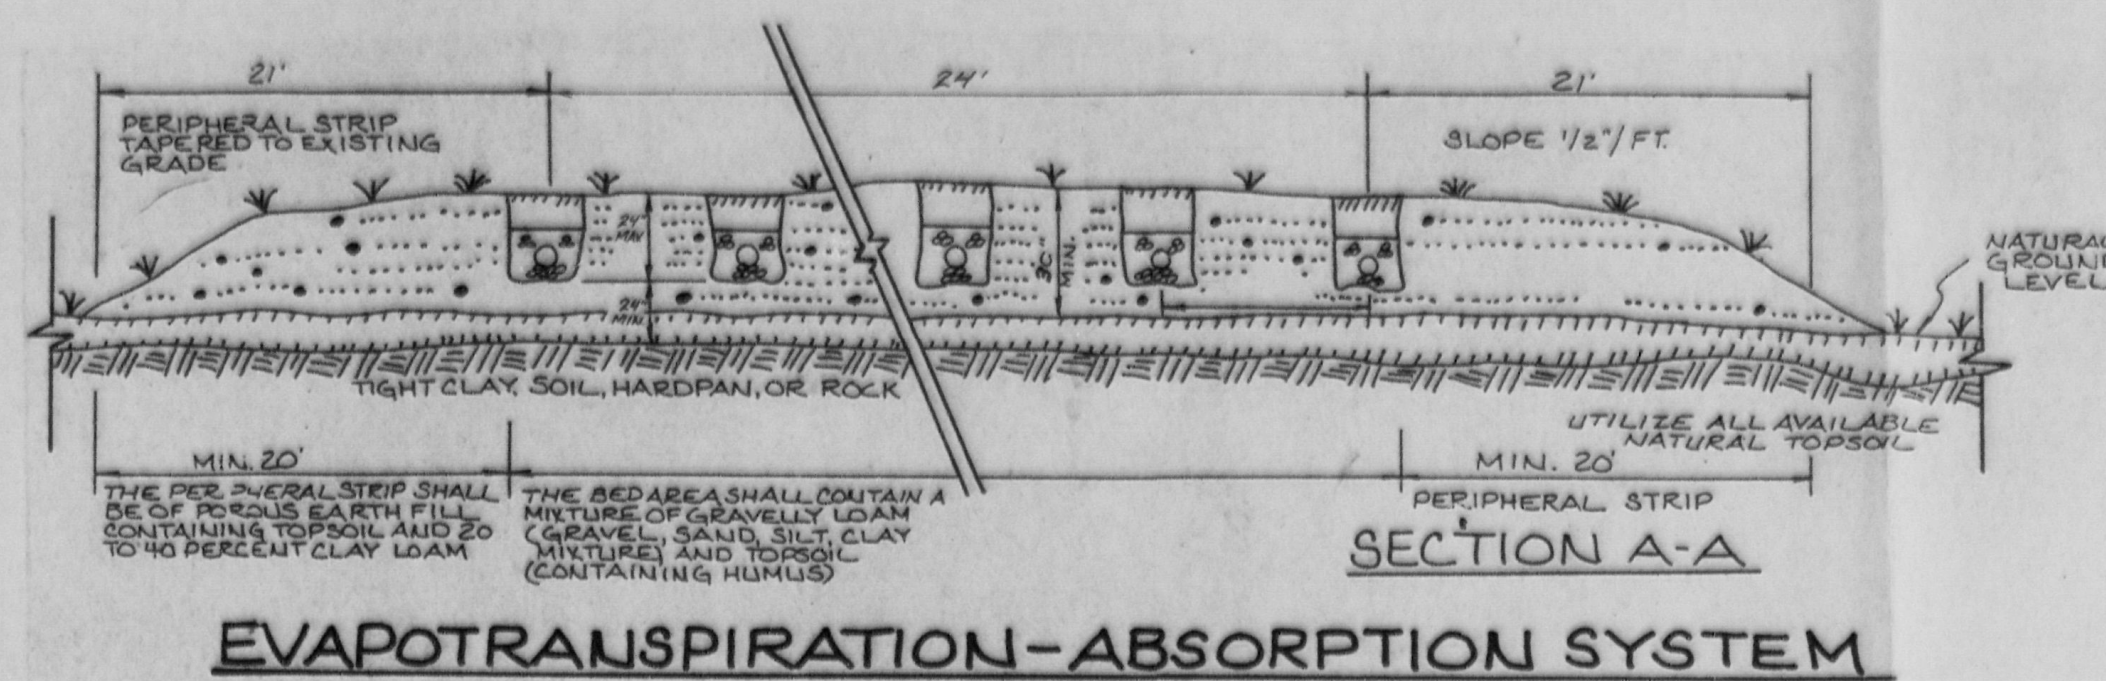 21'
24'
21'
PERIPHERAL STRIP
TAPERED TO EXISTING
GRADE
SLOPE 1/2"/FT.
24"
MAX
MIN.
NATURAL
GROUND
LEVEL
24"
MIN.
TIGHT CLAY SOIL, HARDPAN, OR ROCK
UTILIZE ALL AVAILABLE
NATURAL TOPSOIL
MIN. 20'
MIN. 20'
THE PERIPHERAL STRIP SHALL
BE OF POROUS EARTH FILL
CONTAINING TOPSOIL AND 20
TO 40 PERCENT CLAY LOAM
THE BED AREA SHALL CONTAIN A
MIXTURE OF GRAVELLY LOAM
(GRAVEL, SAND, SILT, CLAY
MIXTURE) AND TOPSOIL
(CONTAINING HUMUS)
PERIPHERAL STRIP
SECTION A-A
EVAPOTRANSPIRATION-ABSORPTION SYSTEM